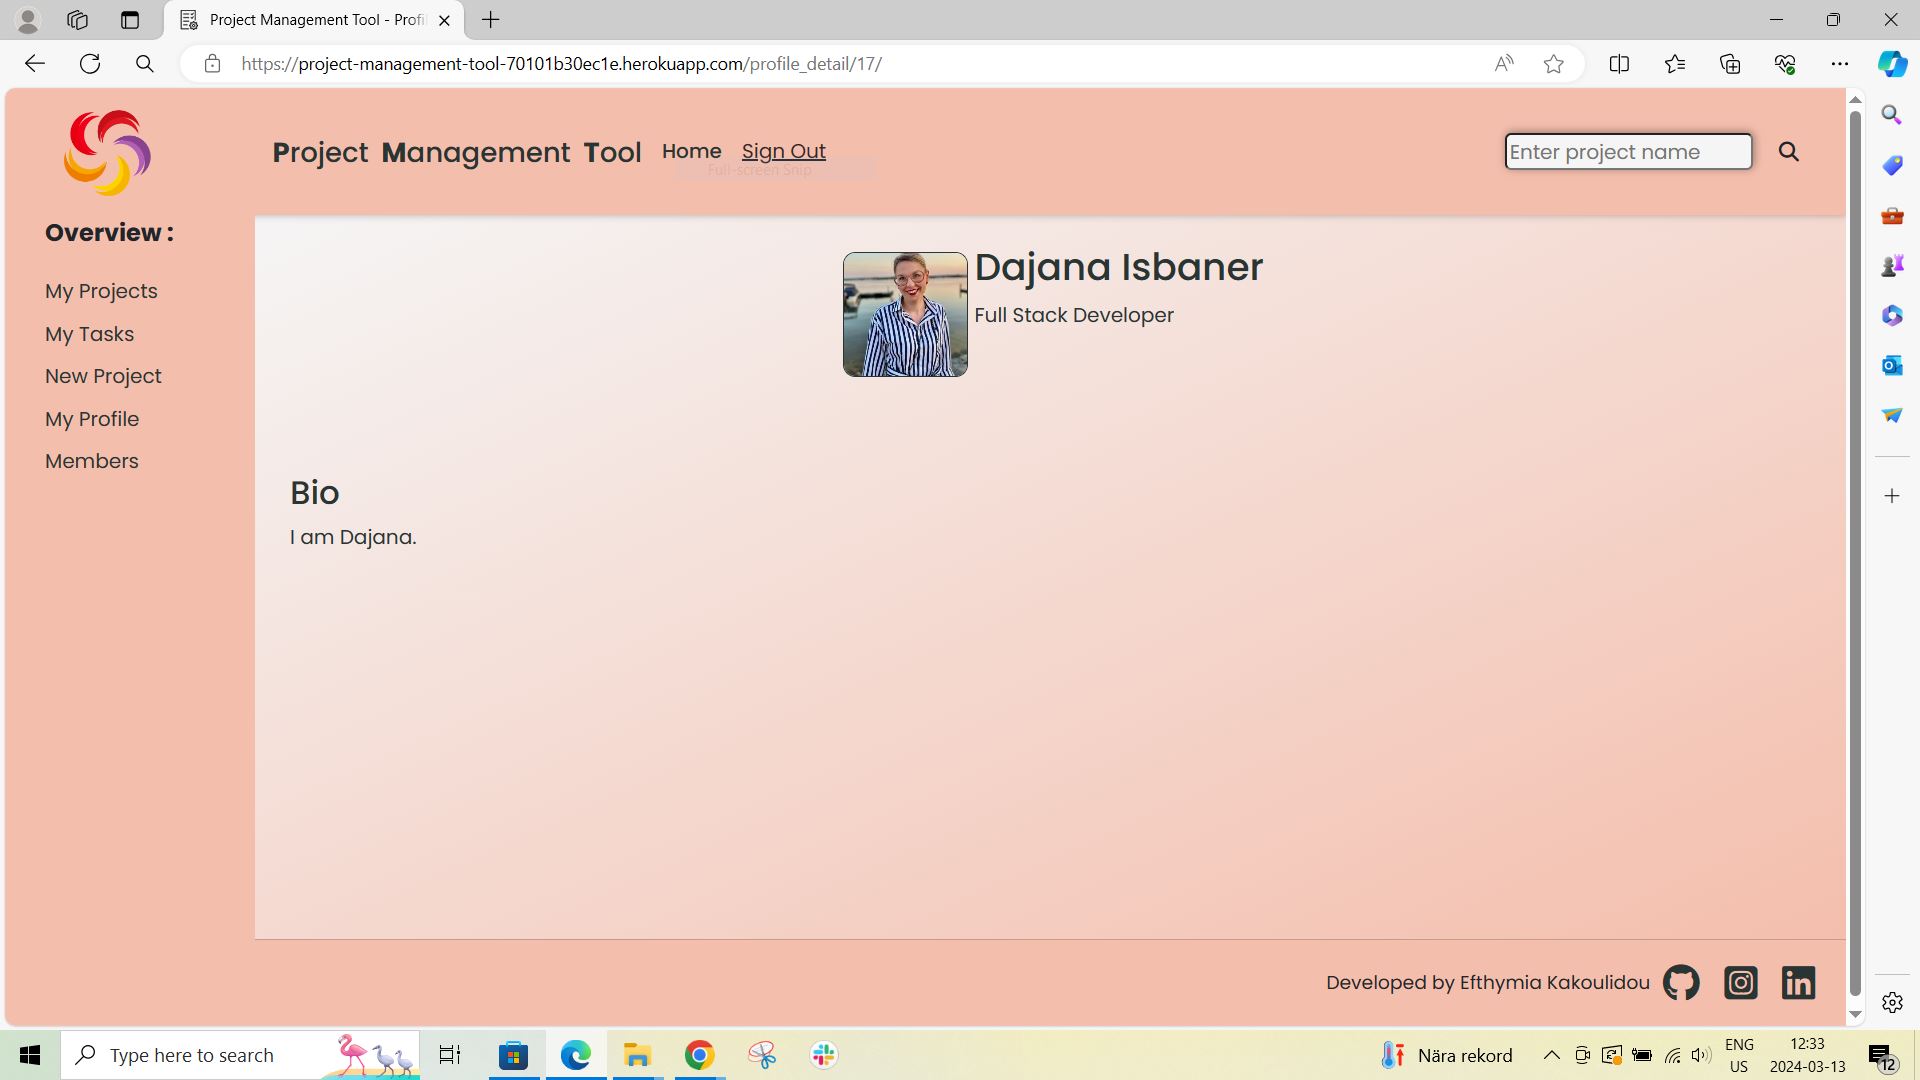 Project Management Tool - Profil
https://project-management-tool-70101b30ec1e.herokuapp.com/profile_detail/17/
Project Management Tool Home Sign Out
Enter project name
Full-screen Snip
Overview :
My Projects
My Tasks
New Project
My Profile
Members
Dajana Isbaner
Full Stack Developer
Bio
I am Dajana.
Developed by Efthymia Kakoulidou
Type here to search
Nära rekord
ENG
US
12:33
2024-03-13
12